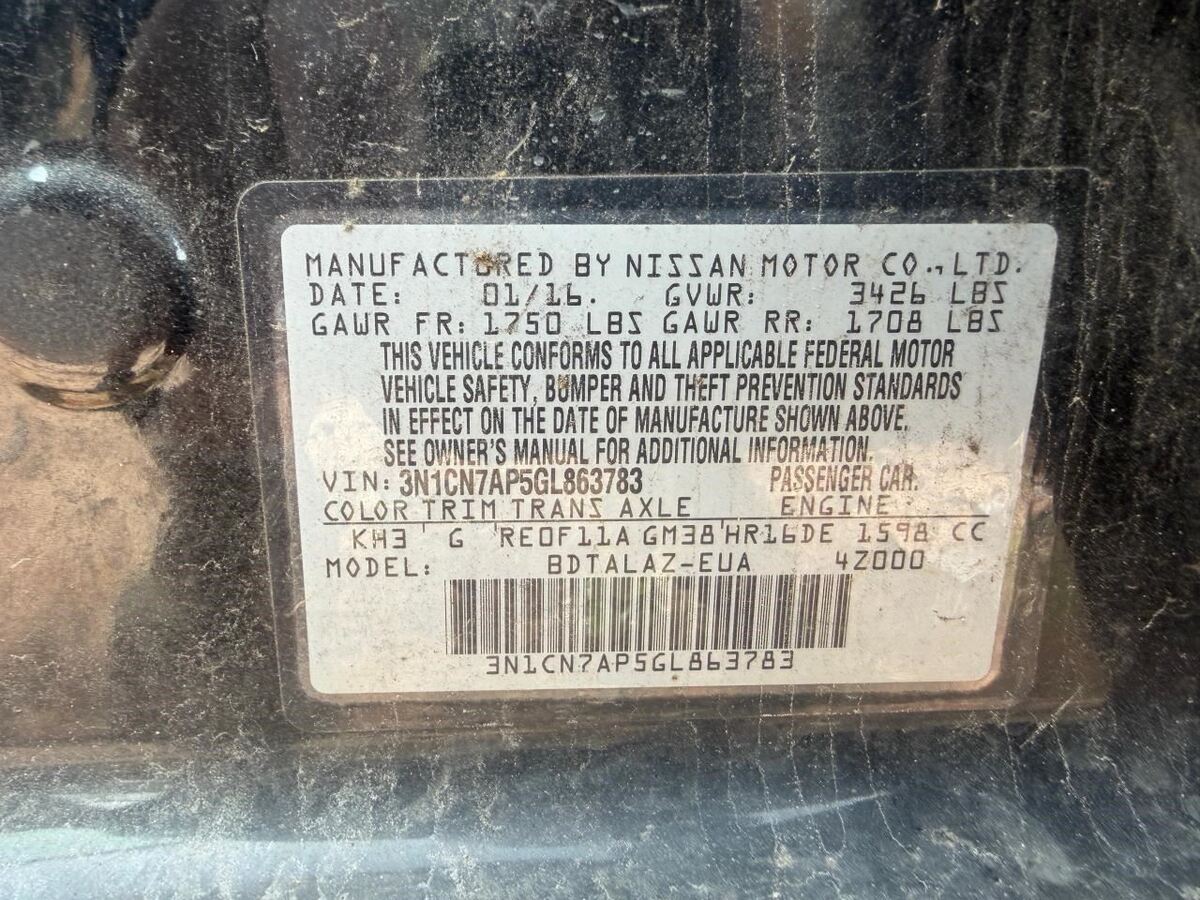 MANUFACTURED BY NISSAN MOTOR CO., LTD.
DATE: 01/16. GVWR: 3426 LBS
GAWR FR: 1750 LBS GAWR RR: 1708 LBS
THIS VEHICLE CONFORMS TO ALL APPLICABLE FEDERAL MOTOR
VEHICLE SAFETY, BUMPER AND THEFT PREVENTION STANDARDS
IN EFFECT ON THE DATE OF MANUFACTURE SHOWN ABOVE.
SEE OWNER'S MANUAL FOR ADDITIONAL INFORMATION.
VIN: 3N1CN7AP5GL863783 PASSENGER CAR.
COLOR TRIM TRANS AXLE ENGINE
KH3 G RE0F11A GM38 HR16DE 1598 CC
MODEL: BDTALAZ-EUA 4Z000
3N1CN7AP5GL863783